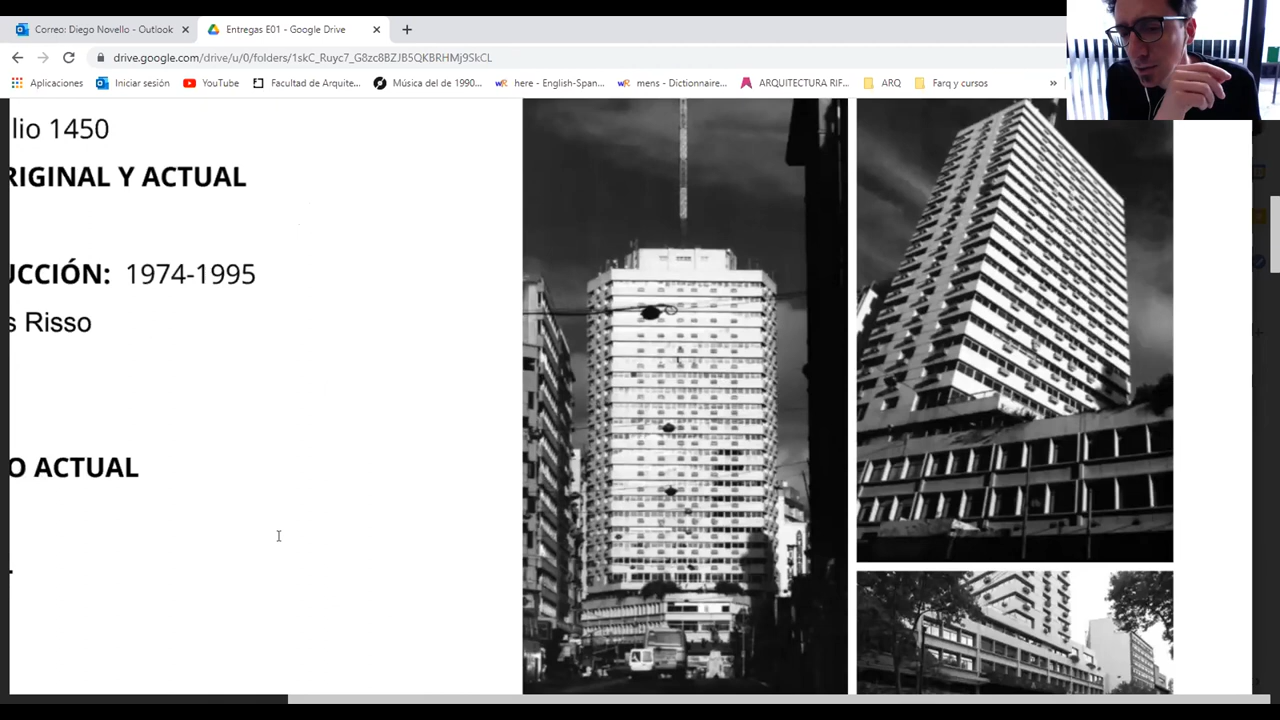 Correo: Diego Novello - Outlook
Entregas E01 - Google Drive
drive.google.com/drive/u/0/folders/1skC_Ruyc7_G8zc8BZJB5QKBRHMj9SkCL
Aplicaciones
Iniciar sesión
YouTube
Facultad de Arquite...
Música del de 1990...
here - English-Span...
mens - Dictionnaire...
ARQUITECTURA RIF...
ARQ
Farq y cursos
lio 1450
RIGINAL Y ACTUAL
UCCIÓN: 1974-1995
s Risso
O ACTUAL